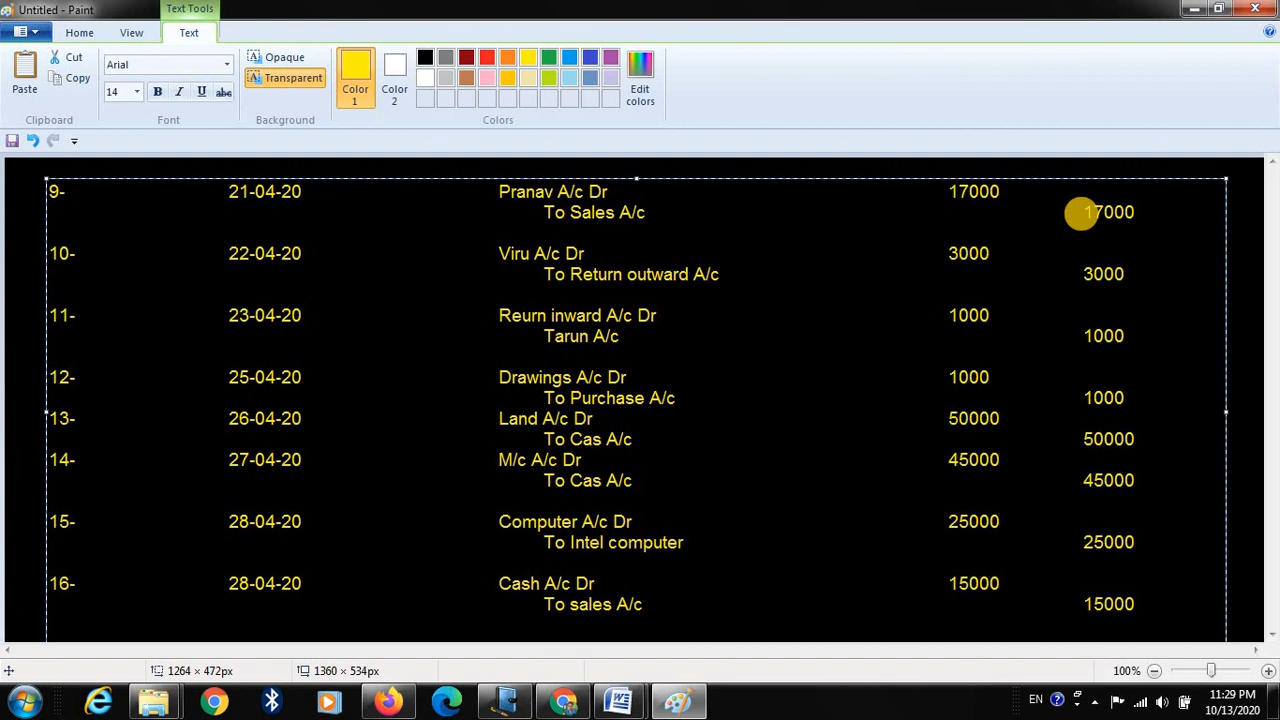 Untitled - Paint
Text Tools
Home View Text
Paste
Cut
Copy
Clipboard
Arial
14 B I U abc
Font
Opaque
Transparent
Background
Color 1
Color 2
Edit colors
Colors
9- 21-04-20 Pranav A/c Dr 17000
To Sales A/c 17000
10- 22-04-20 Viru A/c Dr 3000
To Return outward A/c 3000
11- 23-04-20 Reurn inward A/c Dr 1000
Tarun A/c 1000
12- 25-04-20 Drawings A/c Dr 1000
To Purchase A/c 1000
13- 26-04-20 Land A/c Dr 50000
To Cas A/c 50000
14- 27-04-20 M/c A/c Dr 45000
To Cas A/c 45000
15- 28-04-20 Computer A/c Dr 25000
To Intel computer 25000
16- 28-04-20 Cash A/c Dr 15000
To sales A/c 15000
1264 × 472px 1360 × 534px 100%
EN 11:29 PM
10/13/2020